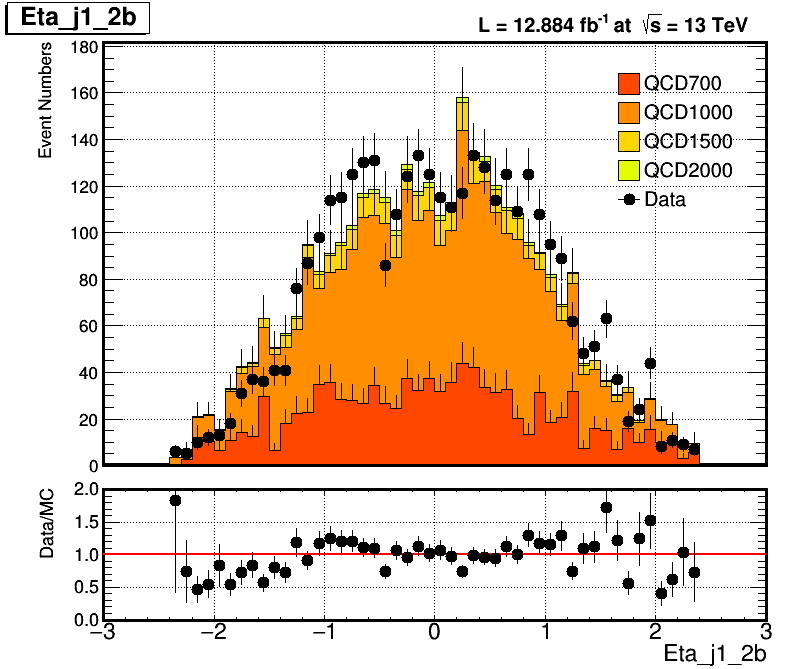 Eta_j1_2b
L = 12.884 fb⁻¹ at √s = 13 TeV
Event Numbers
180
160
140
120
100
80
60
40
20
0
QCD700
QCD1000
QCD1500
QCD2000
Data
Data/MC
2.0
1.5
1.0
0.5
0.0
−3 −2 −1 0 1 2 3
Eta_j1_2b